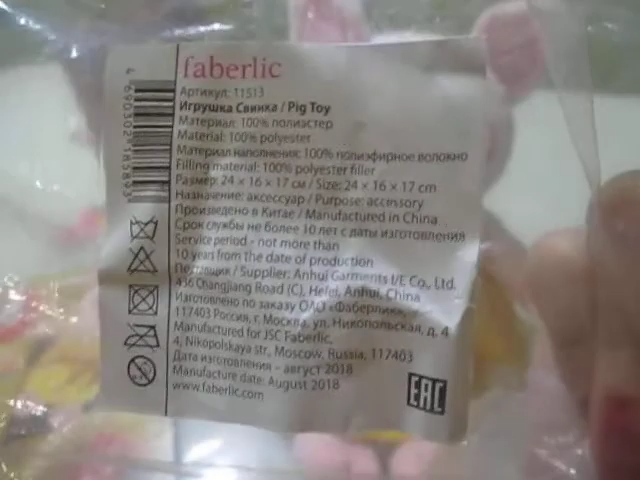 faberlic
Артикул: 11513
Игрушка Свинка / Pig Toy
Материал: 100% полиэстер
Material: 100% polyester
Материал наполнения: 100% полиэфирное волокно
Filling material: 100% polyester filler
Размер: 24 × 16 × 17 см / Size: 24 × 16 × 17 cm
Назначение: аксессуар / Purpose: accessory
Произведено в Китае / Manufactured in China
Срок службы не более 10 лет с даты изготовления
Service period - not more than
10 years from the date of production
Поставщик / Supplier: Anhui Garments I/E Co., Ltd.
436 Changjiang Road (C), Hefei, Anhui, China
Изготовлено по заказу ОАО «Фаберлик»,
117403 Россия, г. Москва, ул. Никопольская, д. 4
Manufactured for JSC Faberlic,
4, Nikopolskaya str., Moscow, Russia, 117403
Дата изготовления – август 2018
Manufacture date: August 2018
www.faberlic.com
EAC